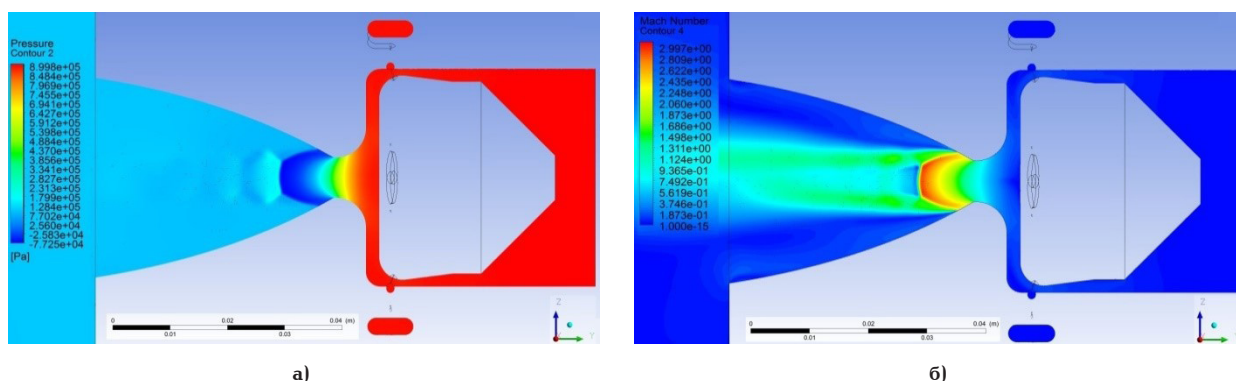 Pressure
Contour 2
8.998e+05
8.484e+05
7.969e+05
7.455e+05
6.941e+05
6.427e+05
5.912e+05
5.398e+05
4.884e+05
4.370e+05
3.856e+05
3.341e+05
2.827e+05
2.313e+05
1.799e+05
1.284e+05
7.702e+04
2.560e+04
-2.583e+04
-7.725e+04
[Pa]
0 0.02 0.04 (m)
0.01 0.03
Z
Y
а)
Mach Number
Contour 4
2.997e+00
2.809e+00
2.622e+00
2.435e+00
2.248e+00
2.060e+00
1.873e+00
1.686e+00
1.498e+00
1.311e+00
1.124e+00
9.365e-01
7.492e-01
5.619e-01
3.746e-01
1.873e-01
1.000e-15
0 0.02 0.04 (m)
0.01 0.03
Z
Y
б)